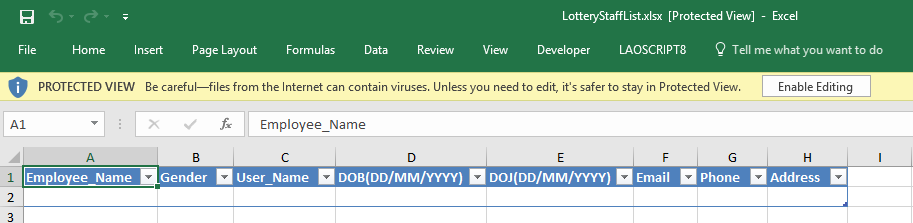 LotteryStaffList.xlsx [Protected View] - Excel
File Home Insert Page Layout Formulas Data Review View Developer LAOSCRIPT8 Tell me what you want to do
PROTECTED VIEW Be careful—files from the Internet can contain viruses. Unless you need to edit, it's safer to stay in Protected View. Enable Editing
A1 fx Employee_Name
A B C D E F G H I
1 Employee_Name Gender User_Name DOB(DD/MM/YYYY) DOJ(DD/MM/YYYY) Email Phone Address
2
3